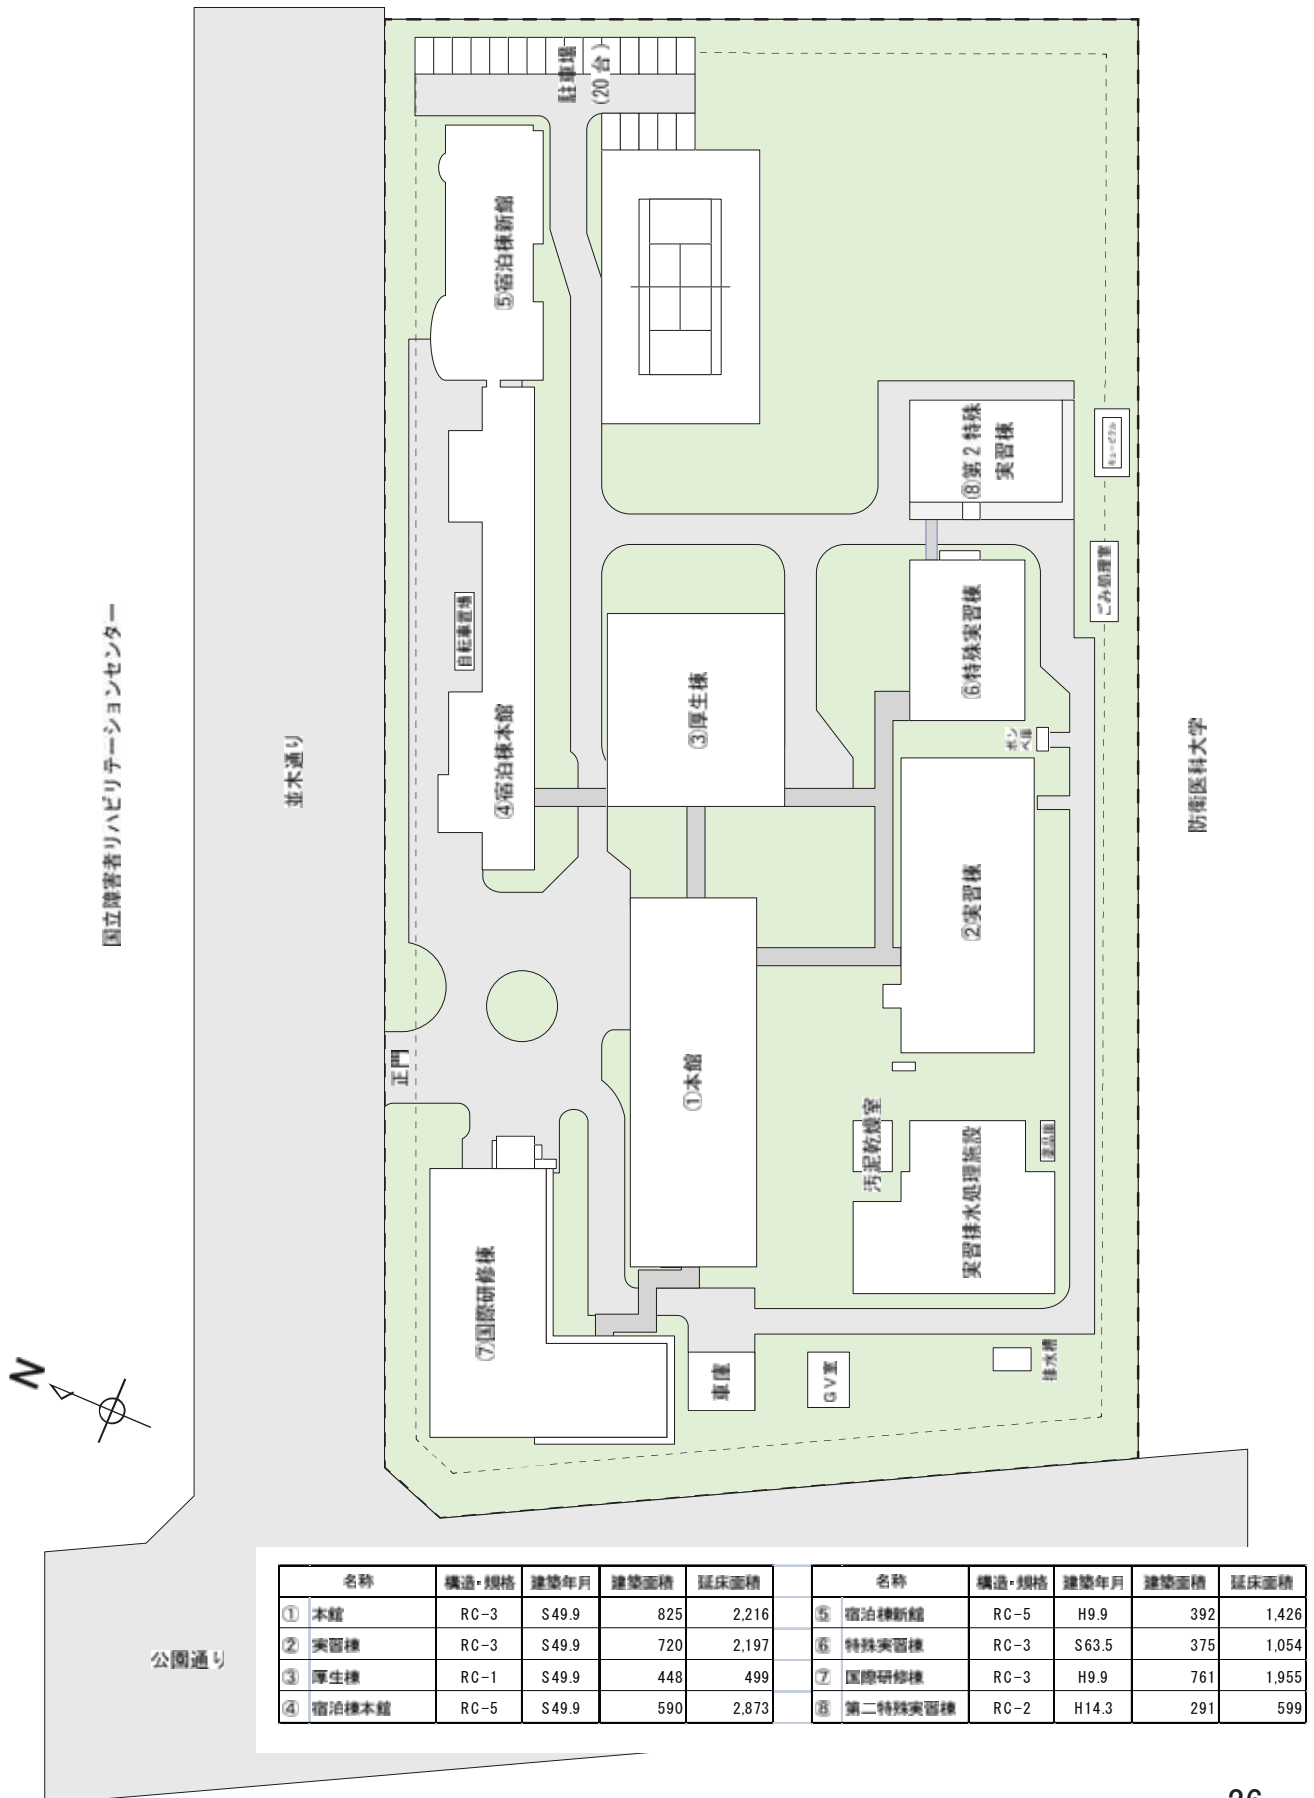 駐車場
(20台)
⑤宿泊棟新館
⑧第2特殊
実習棟
キュービクル
ごみ処理室
自転車置場
⑥特殊実習棟
③厚生棟
ボン
ベ庫
④宿泊棟本館
国立障害者リハビリテーションセンター
並木通り
防衛医科大学
②実習棟
正門
①本館
汚泥乾燥室
薬品庫
実習排水処理施設
⑦国際研修棟
車庫
GV室
排水槽
N
公園通り
名称 構造・規格 建築年月 建築面積 延床面積
① 本館 RC-3 S49.9 825 2,216
② 実習棟 RC-3 S49.9 720 2,197
③ 厚生棟 RC-1 S49.9 448 499
④ 宿泊棟本館 RC-5 S49.9 590 2,873
名称 構造・規格 建築年月 建築面積 延床面積
⑤ 宿泊棟新館 RC-5 H9.9 392 1,426
⑥ 特殊実習棟 RC-3 S63.5 375 1,054
⑦ 国際研修棟 RC-3 H9.9 761 1,955
⑧ 第二特殊実習棟 RC-2 H14.3 291 599